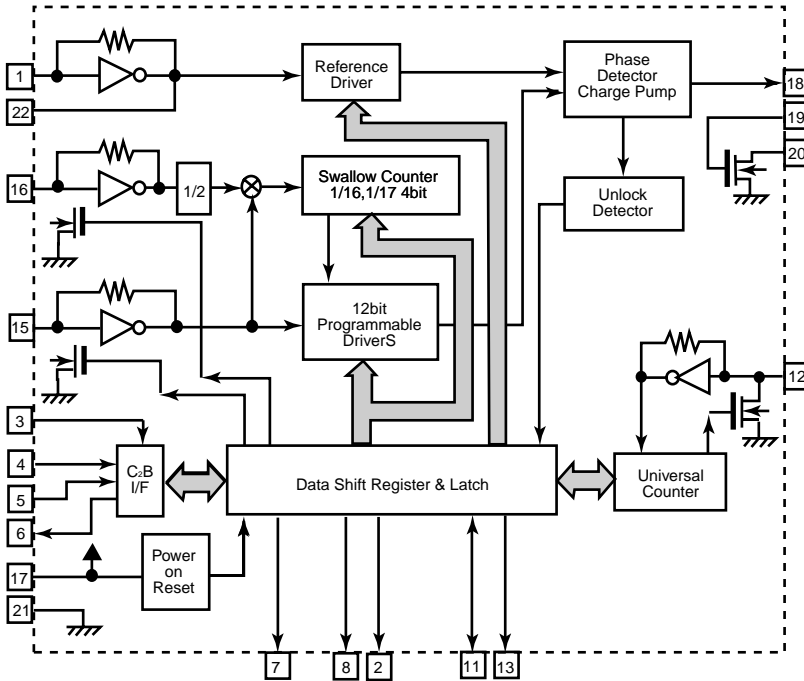 1
22
Reference
Driver
Phase
Detector
Charge Pump
18
19
20
16
1/2
Swallow Counter
1/16,1/17 4bit
Unlock
Detector
15
12bit
Programmable
DriverS
12
3
4
5
6
C2B
I/F
Data Shift Register & Latch
Universal
Counter
17
Power
on
Reset
21
7
8
2
11
13